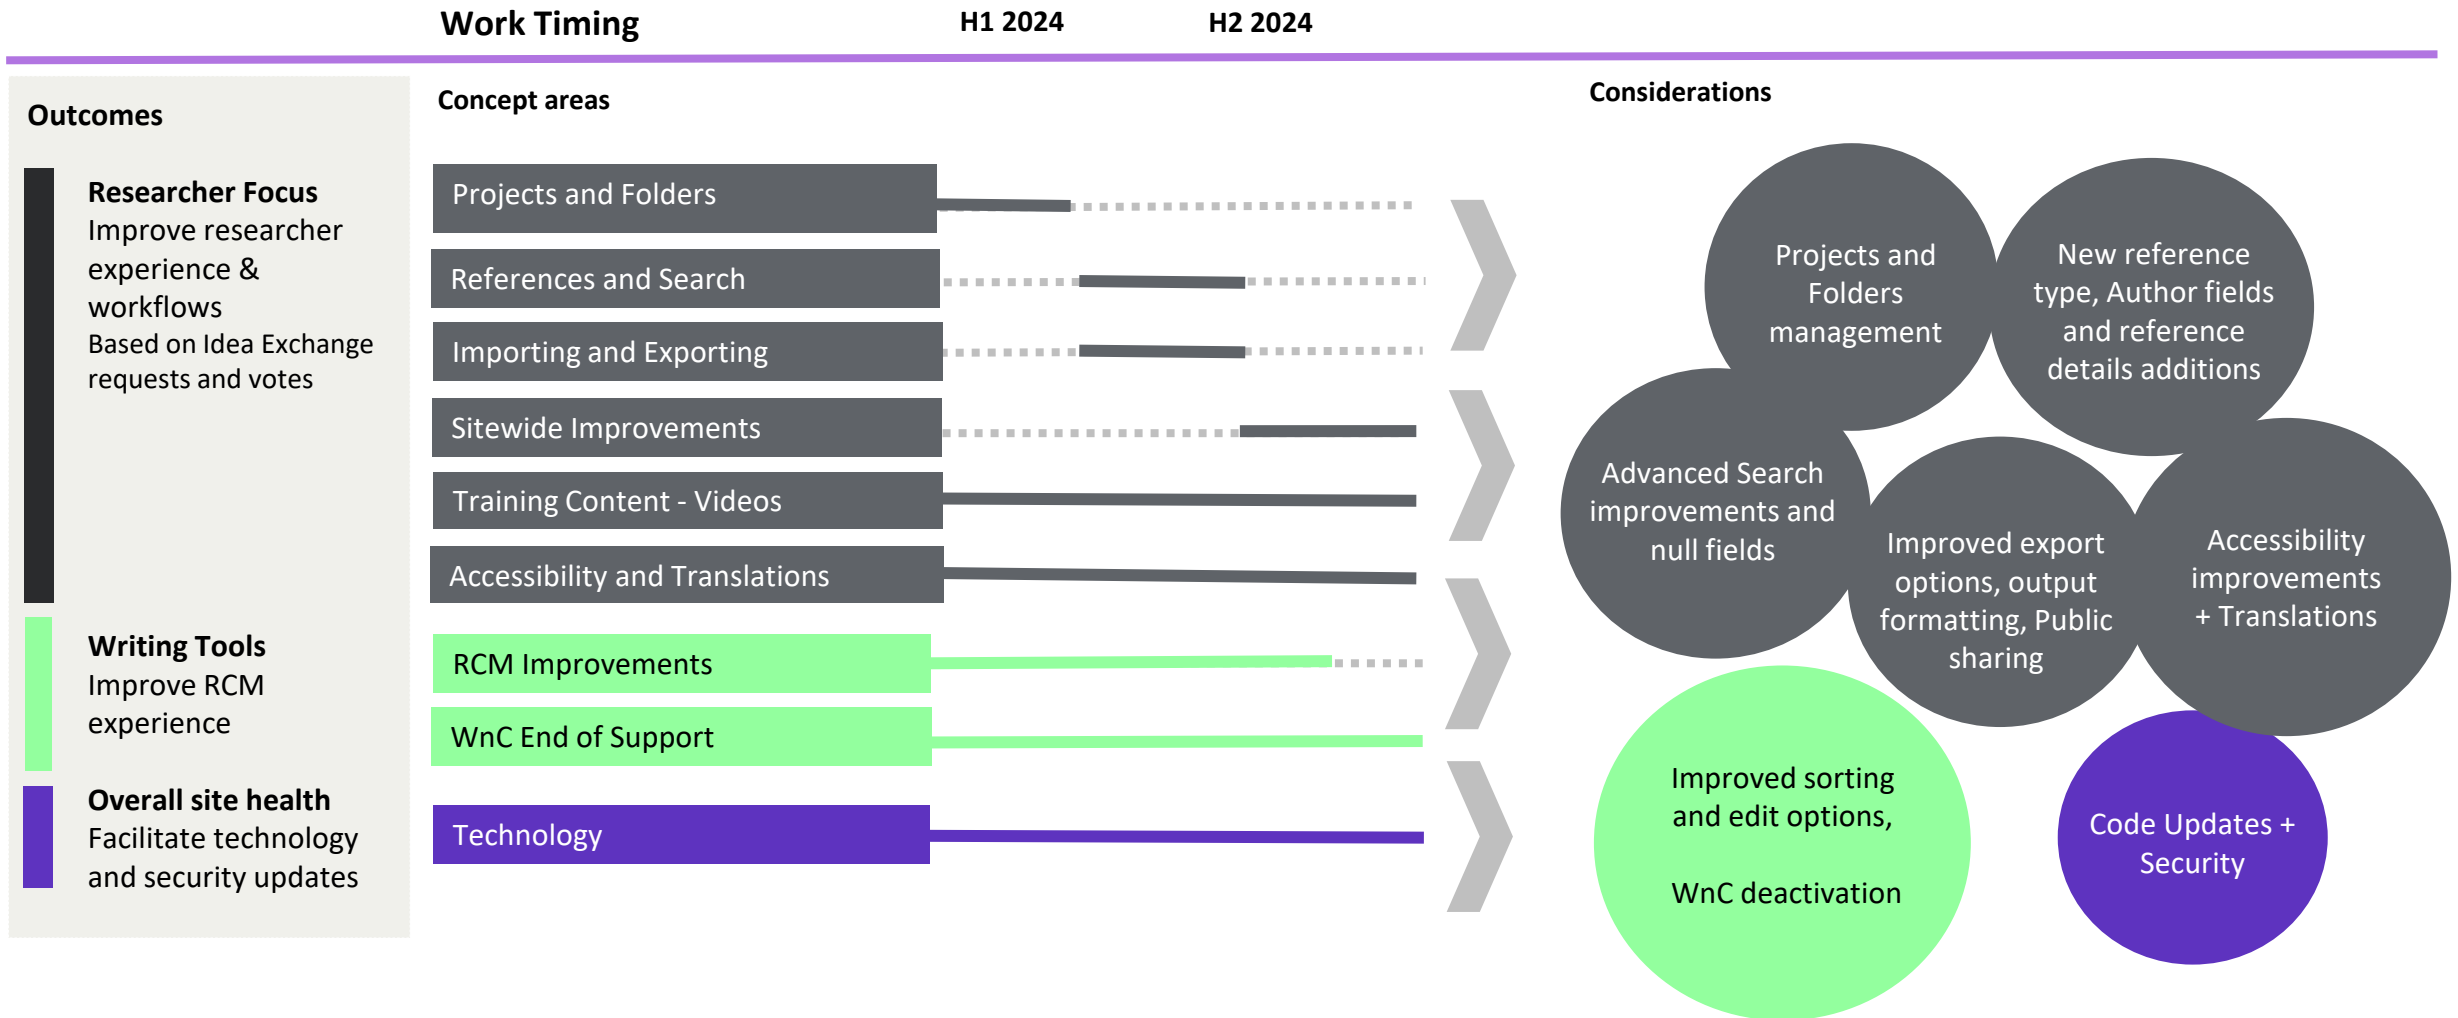 Work Timing
H1 2024
H2 2024
Outcomes
Researcher Focus
Improve researcher
experience &
workflows
Based on Idea Exchange
requests and votes
Writing Tools
Improve RCM
experience
Overall site health
Facilitate technology
and security updates
Concept areas
Projects and Folders
References and Search
Importing and Exporting
Sitewide Improvements
Training Content - Videos
Accessibility and Translations
RCM Improvements
WnC End of Support
Technology
Considerations
Projects and
Folders
management
New reference
type, Author fields
and reference
details additions
Advanced Search
improvements and
null fields
Improved export
options, output
formatting, Public
sharing
Accessibility
improvements
+ Translations
Improved sorting
and edit options,
WnC deactivation
Code Updates +
Security